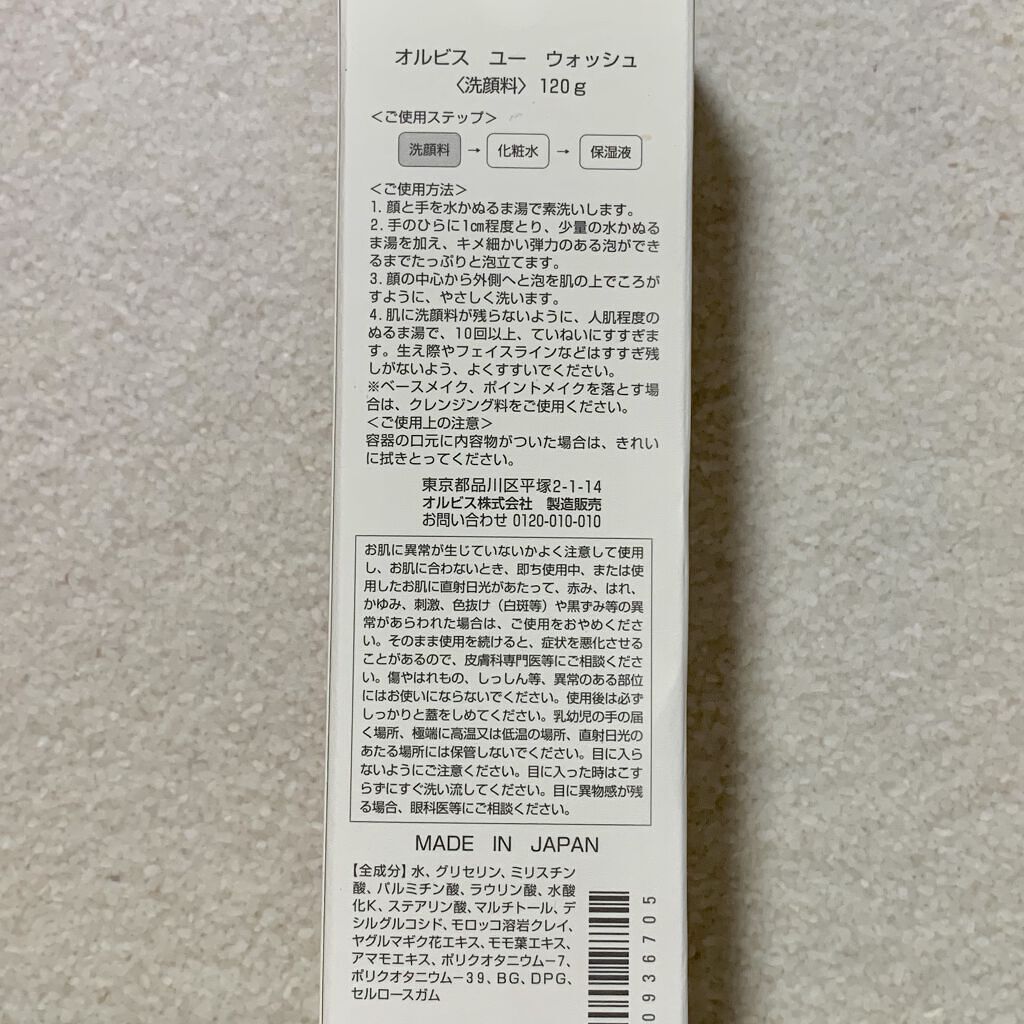 オルビス ユー ウォッシュ
〈洗顔料〉 120g
＜ご使用ステップ＞
洗顔料 → 化粧水 → 保湿液
＜ご使用方法＞
1. 顔と手を水かぬるま湯で素洗いします。
2. 手のひらに1㎝程度とり、少量の水かぬる
ま湯を加え、キメ細かい弾力のある泡ができ
るまでたっぷりと泡立てます。
3. 顔の中心から外側へと泡を肌の上でころが
すように、やさしく洗います。
4. 肌に洗顔料が残らないように、人肌程度の
ぬるま湯で、10回以上、ていねいにすすぎま
す。生え際やフェイスラインなどはすすぎ残
しがないよう、よくすすいでください。
※ベースメイク、ポイントメイクを落とす場
合は、クレンジング料をご使用ください。
＜ご使用上の注意＞
容器の口元に内容物がついた場合は、きれい
に拭きとってください。
東京都品川区平塚2-1-14
オルビス株式会社 製造販売
お問い合わせ 0120-010-010
お肌に異常が生じていないかよく注意して使用
し、お肌に合わないとき、即ち使用中、または使
用したお肌に直射日光があたって、赤み、はれ、
かゆみ、刺激、色抜け（白斑等）や黒ずみ等の異
常があらわれた場合は、ご使用をおやめくださ
い。そのまま使用を続けると、症状を悪化させる
ことがあるので、皮膚科専門医等にご相談くださ
い。傷やはれもの、しっしん等、異常のある部位
にはお使いにならないでください。使用後は必ず
しっかりと蓋をしめてください。乳幼児の手の届
く場所、極端に高温又は低温の場所、直射日光の
あたる場所には保管しないでください。目に入ら
ないようにご注意ください。目に入った時はこす
らずにすぐ洗い流してください。目に異物感が残
る場合、眼科医等にご相談ください。
MADE IN JAPAN
【全成分】水、グリセリン、ミリスチン
酸、パルミチン酸、ラウリン酸、水酸
化K、ステアリン酸、マルチトール、デ
シルグルコシド、モロッコ溶岩クレイ、
ヤグルマギク花エキス、モモ葉エキス、
アマモエキス、ポリクオタニウム－7、
ポリクオタニウム－39、BG、DPG、
セルロースガム
0936705